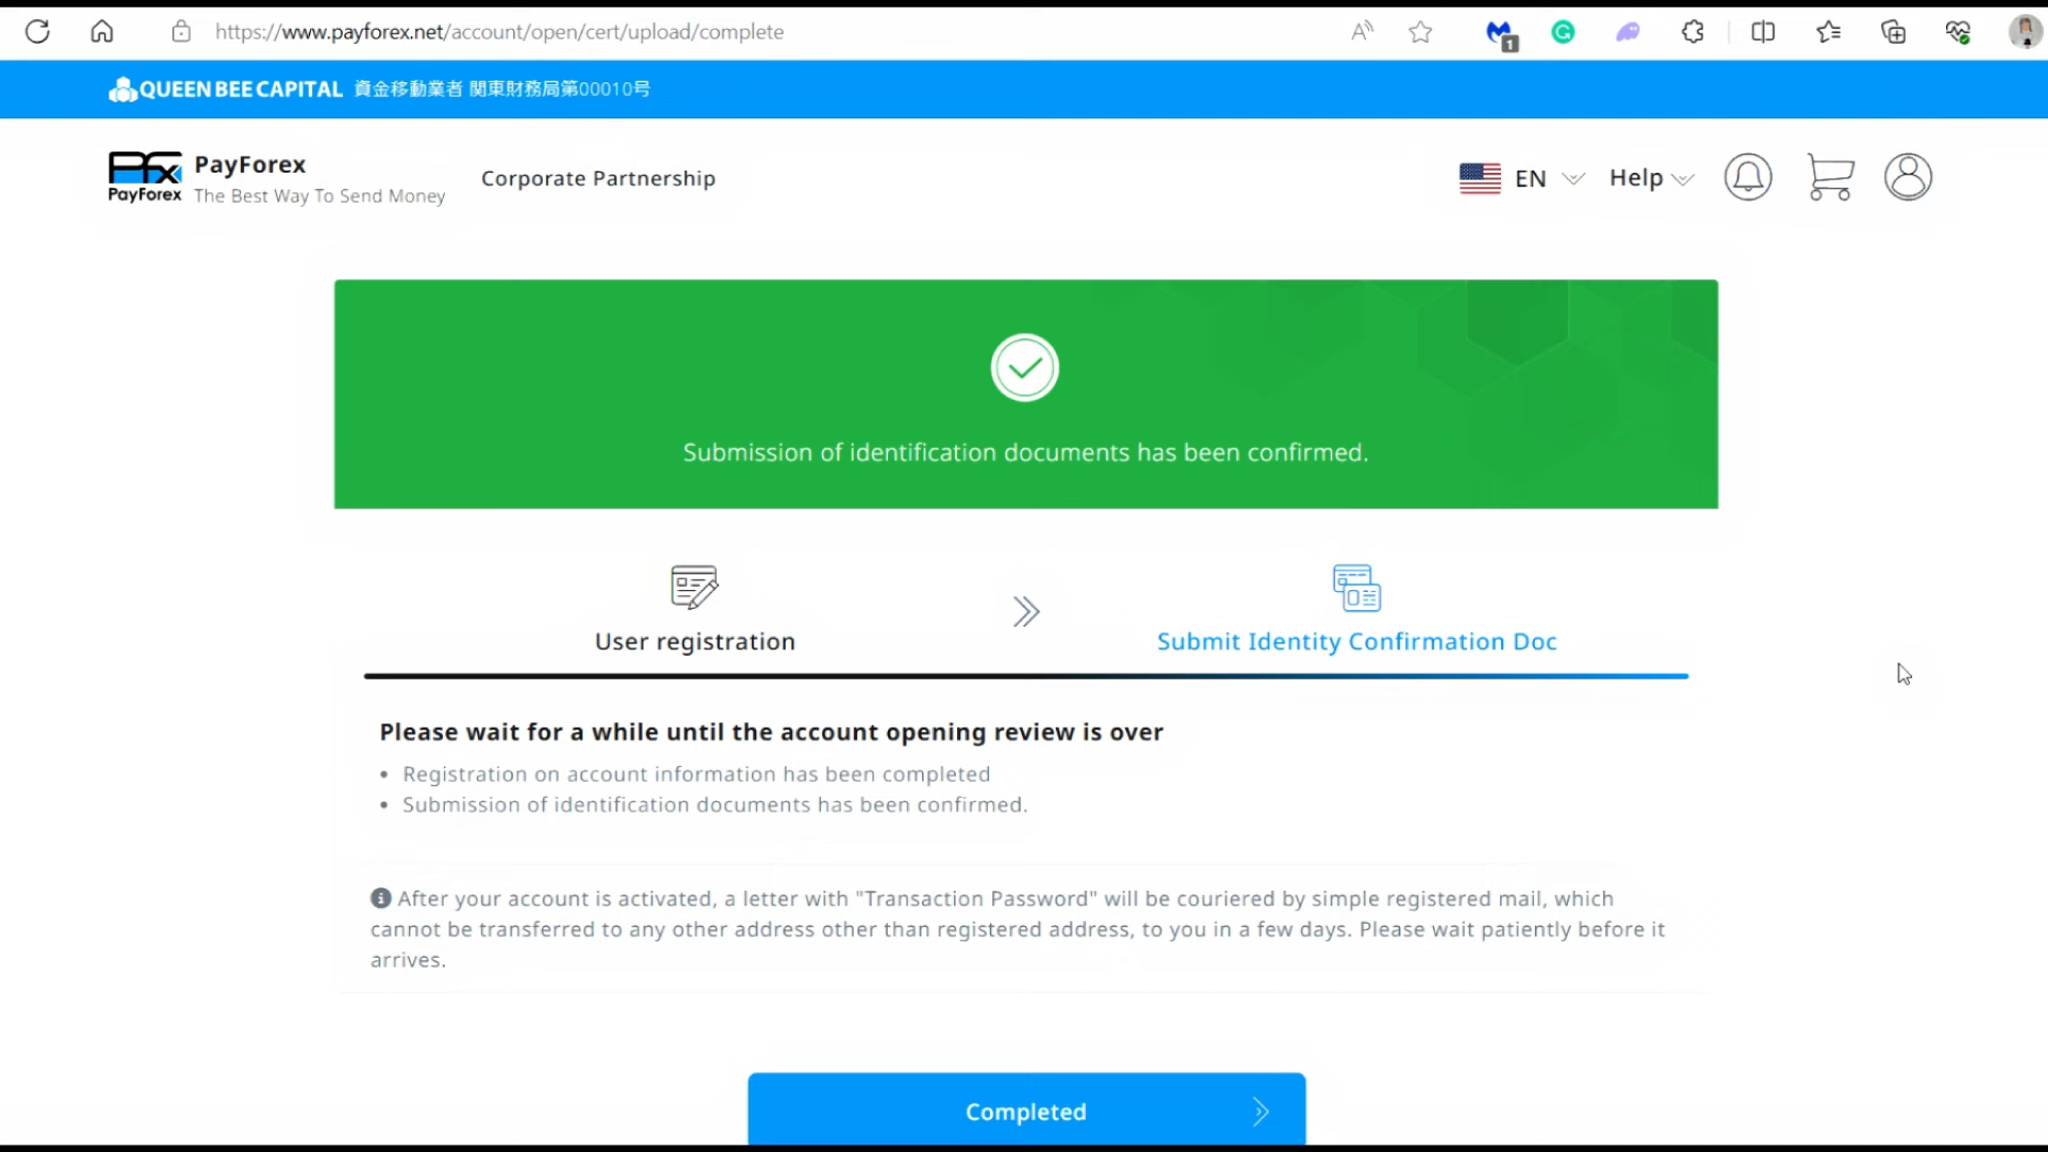 https://www.payforex.net/account/open/cert/upload/complete
1
QUEEN BEE CAPITAL 資金移動業者 関東財務局第00010号
PFx
PayForex
PayForex
The Best Way To Send Money
Corporate Partnership
EN
Help
Submission of identification documents has been confirmed.
User registration
Submit Identity Confirmation Doc
Please wait for a while until the account opening review is over
• Registration on account information has been completed
• Submission of identification documents has been confirmed.
After your account is activated, a letter with "Transaction Password" will be couriered by simple registered mail, which
cannot be transferred to any other address other than registered address, to you in a few days. Please wait patiently before it
arrives.
Completed